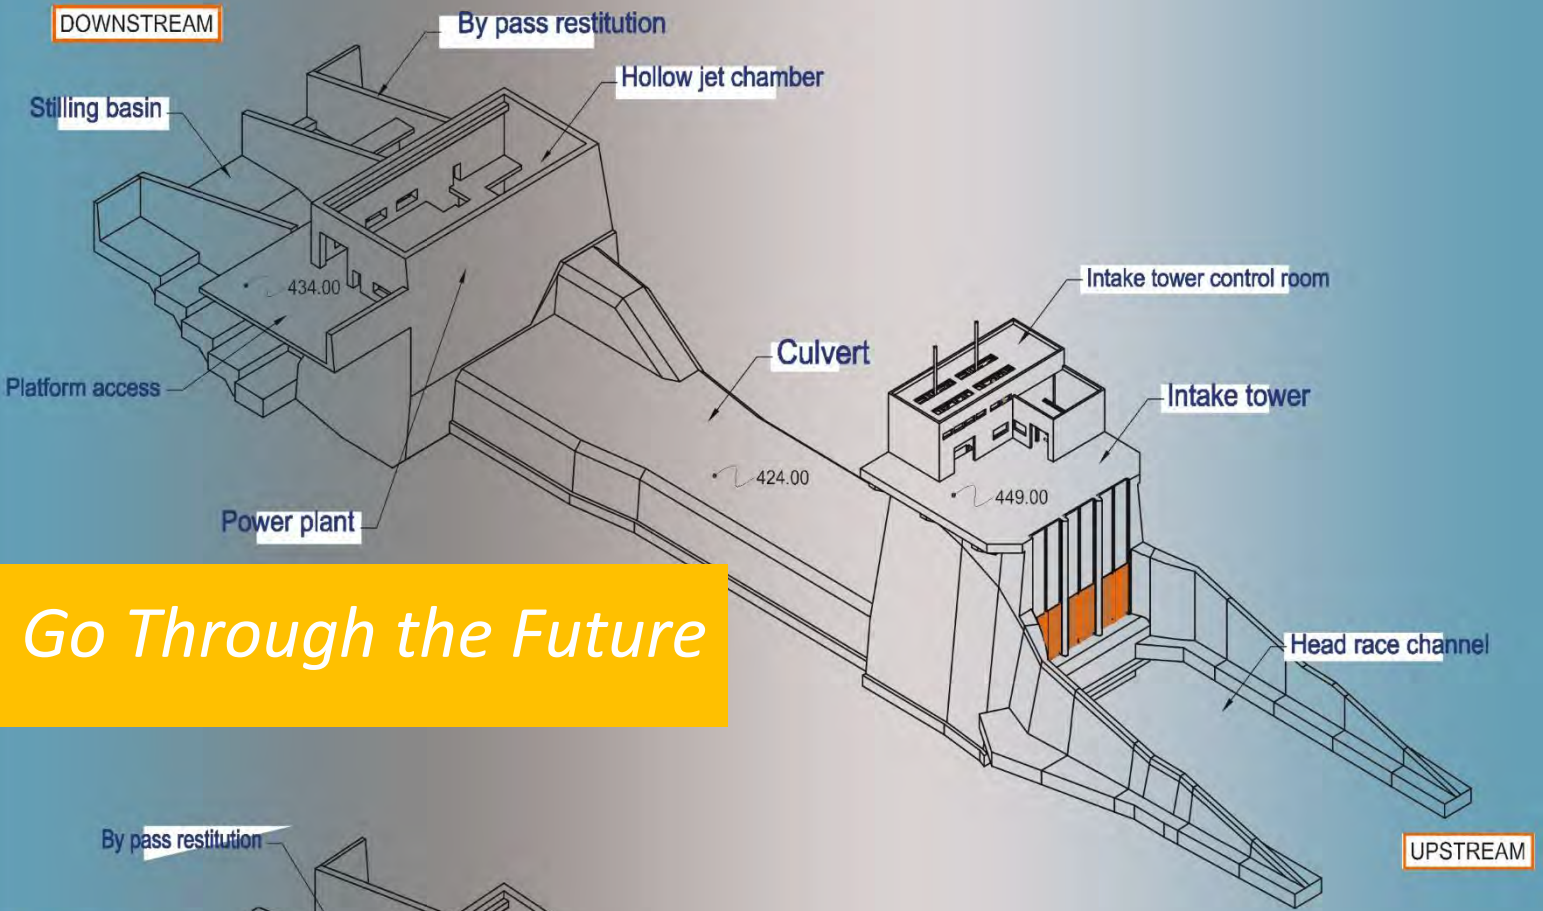 DOWNSTREAM
By pass restitution
Hollow jet chamber
Stilling basin
434.00
Intake tower control room
Culvert
Platform access
Intake tower
424.00
449.00
Power plant
Go Through the Future
Head race channel
By pass restitution
UPSTREAM